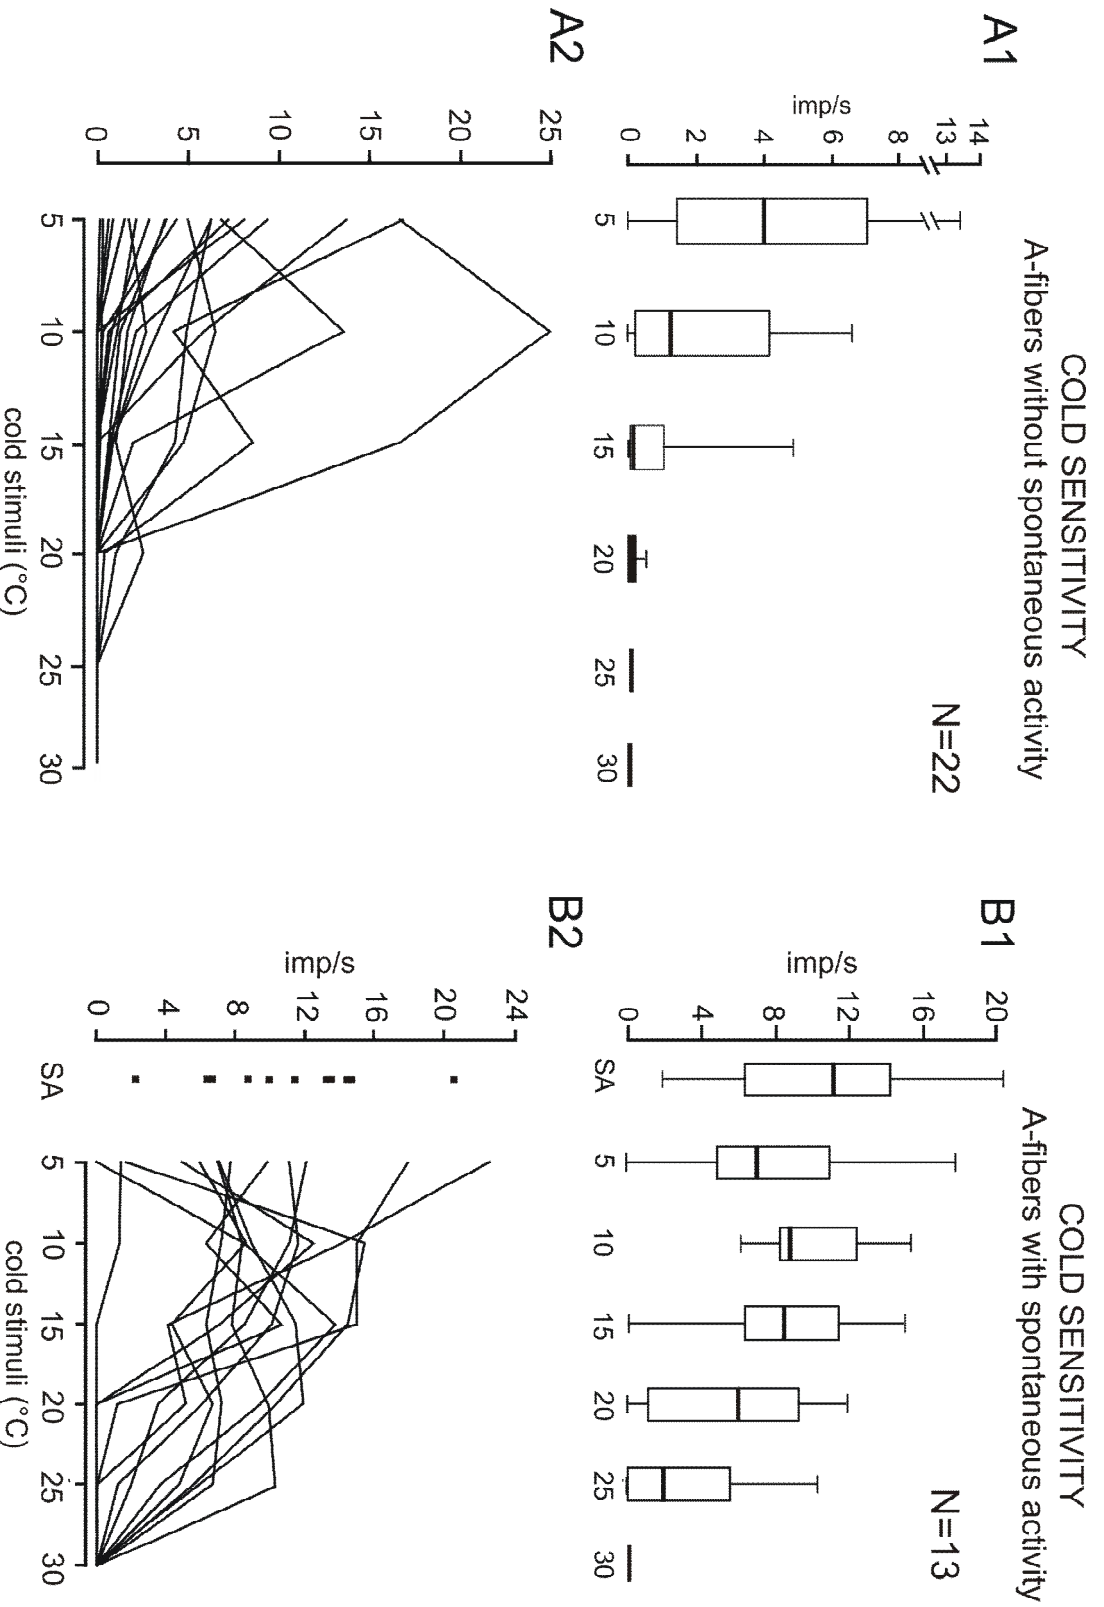 COLD SENSITIVITY
A-fibers without spontaneous activity
A1
N=22
imp/s
14
13
8
6
4
2
0
5 10 15 20 25 30
A2
25
20
15
10
5
0
5 10 15 20 25 30
cold stimuli (°C)
COLD SENSITIVITY
A-fibers with spontaneous activity
B1
N=13
imp/s
20
16
12
8
4
0
SA 5 10 15 20 25 30
B2
imp/s
24
20
16
12
8
4
0
SA 5 10 15 20 25 30
cold stimuli (°C)